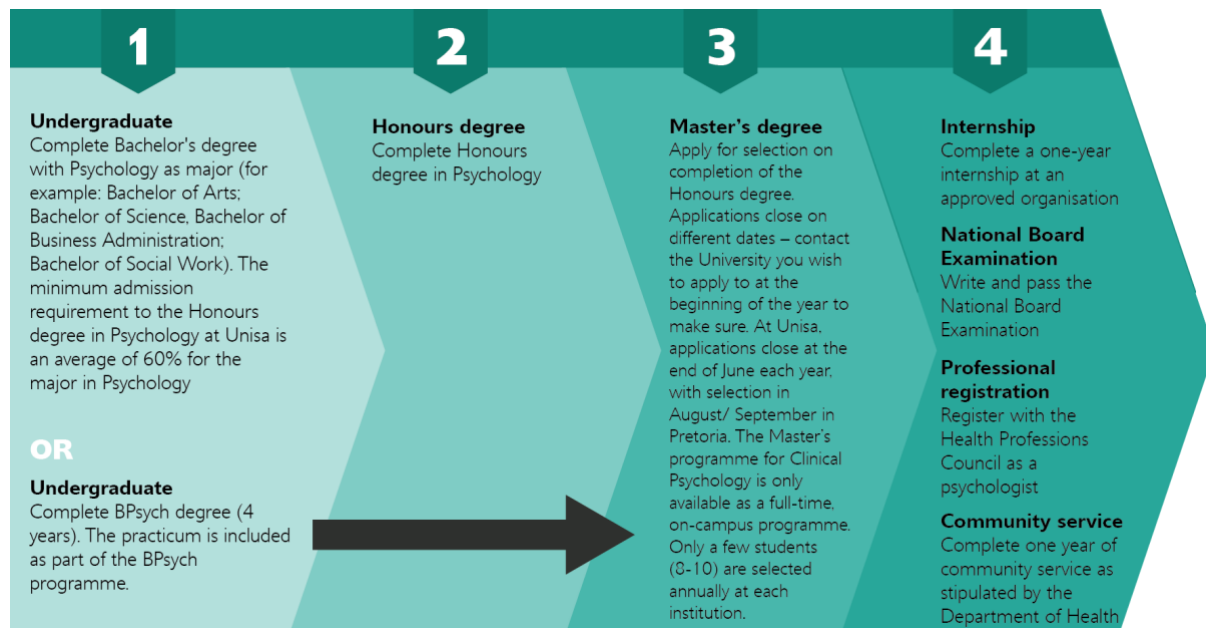 1
Undergraduate
Complete Bachelor's degree
with Psychology as major (for
example: Bachelor of Arts;
Bachelor of Science, Bachelor of
Business Administration;
Bachelor of Social Work). The
minimum admission
requirement to the Honours
degree in Psychology at Unisa is
an average of 60% for the
major in Psychology
OR
Undergraduate
Complete BPsych degree (4
years). The practicum is included
as part of the BPsych
programme.
2
Honours degree
Complete Honours
degree in Psychology
3
Master's degree
Apply for selection on
completion of the
Honours degree.
Applications close on
different dates – contact
the University you wish
to apply to at the
beginning of the year to
make sure. At Unisa,
applications close at the
end of June each year,
with selection in
August/ September in
Pretoria. The Master's
programme for Clinical
Psychology is only
available as a full-time,
on-campus programme.
Only a few students
(8-10) are selected
annually at each
institution.
4
Internship
Complete a one-year
internship at an
approved organisation
National Board
Examination
Write and pass the
National Board
Examination
Professional
registration
Register with the
Health Professions
Council as a
psychologist
Community service
Complete one year of
community service as
stipulated by the
Department of Health